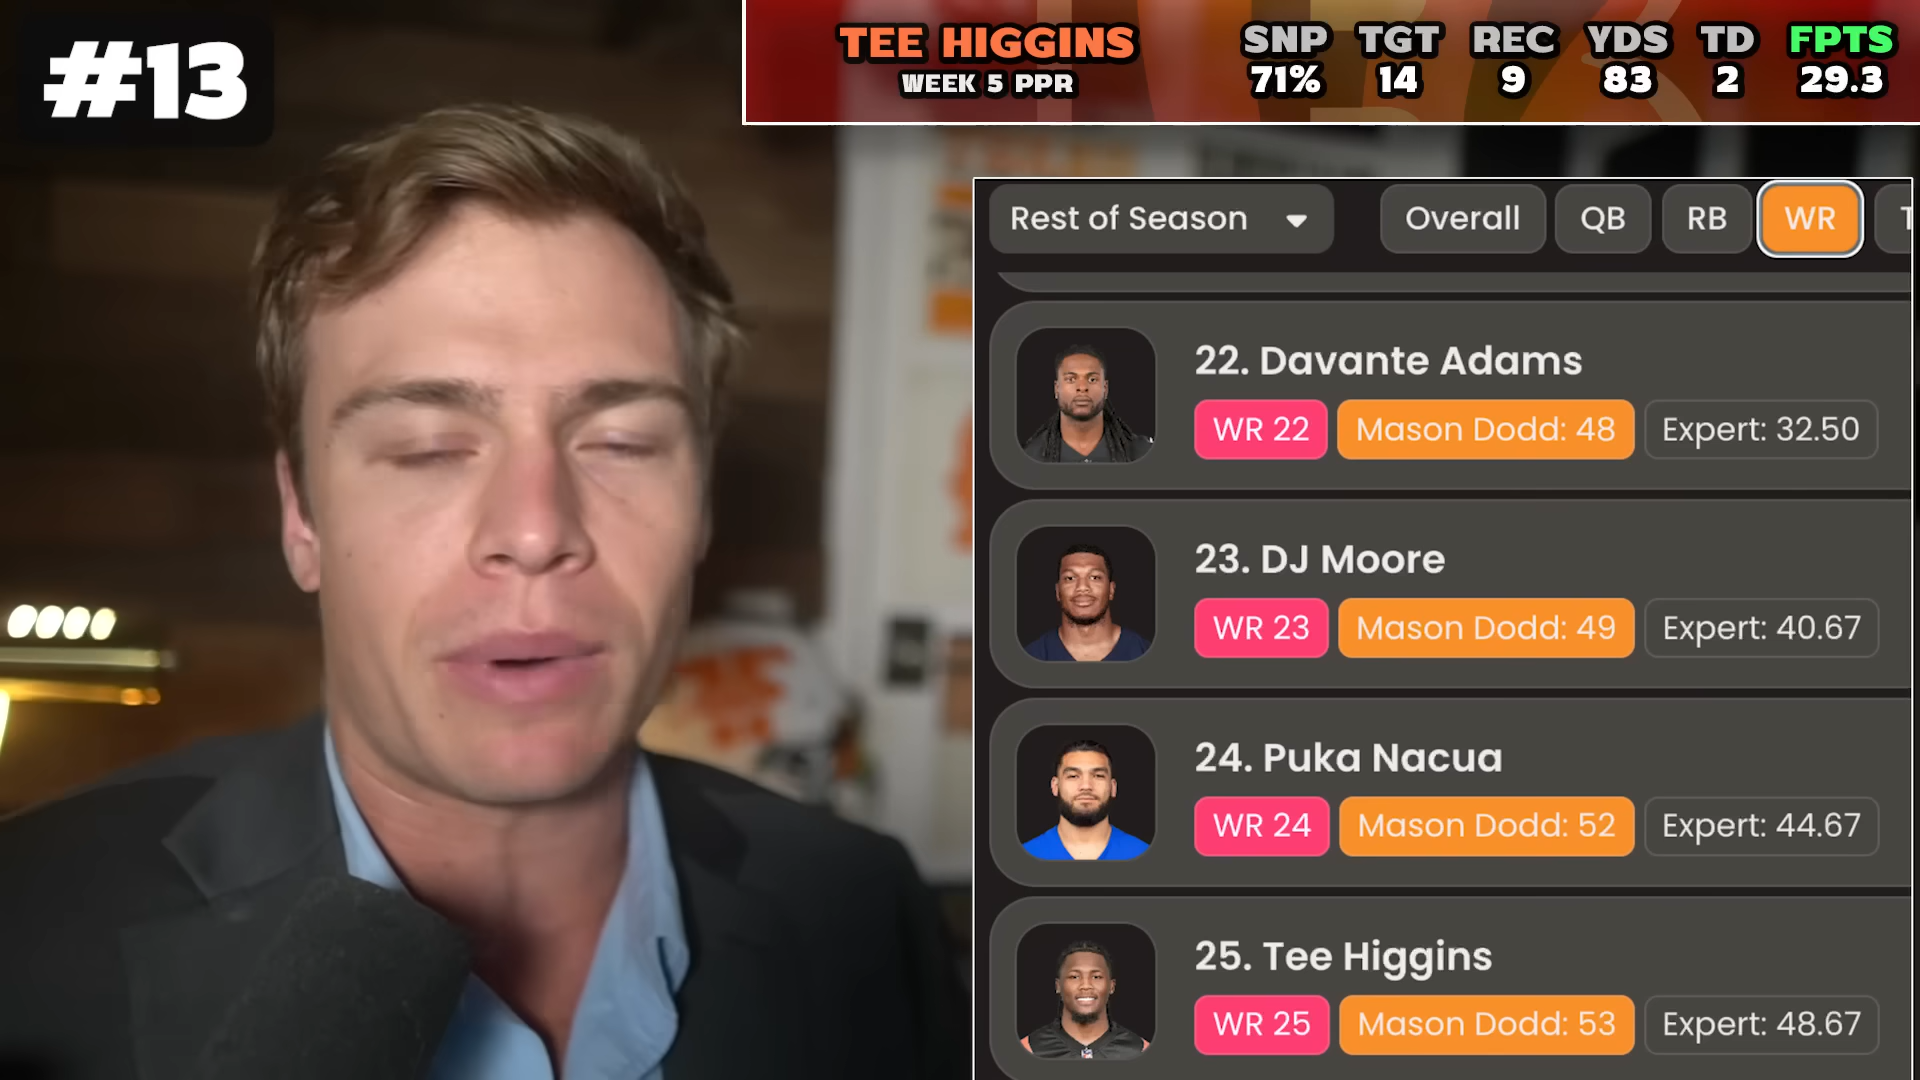 #13
TEE HIGGINS
WEEK 5 PPR
SNP TGT REC YDS TD FPTS
71% 14 9 83 2 29.3
Rest of Season Overall QB RB WR T
22. Davante Adams
WR 22 Mason Dodd: 48 Expert: 32.50
23. DJ Moore
WR 23 Mason Dodd: 49 Expert: 40.67
24. Puka Nacua
WR 24 Mason Dodd: 52 Expert: 44.67
25. Tee Higgins
WR 25 Mason Dodd: 53 Expert: 48.67